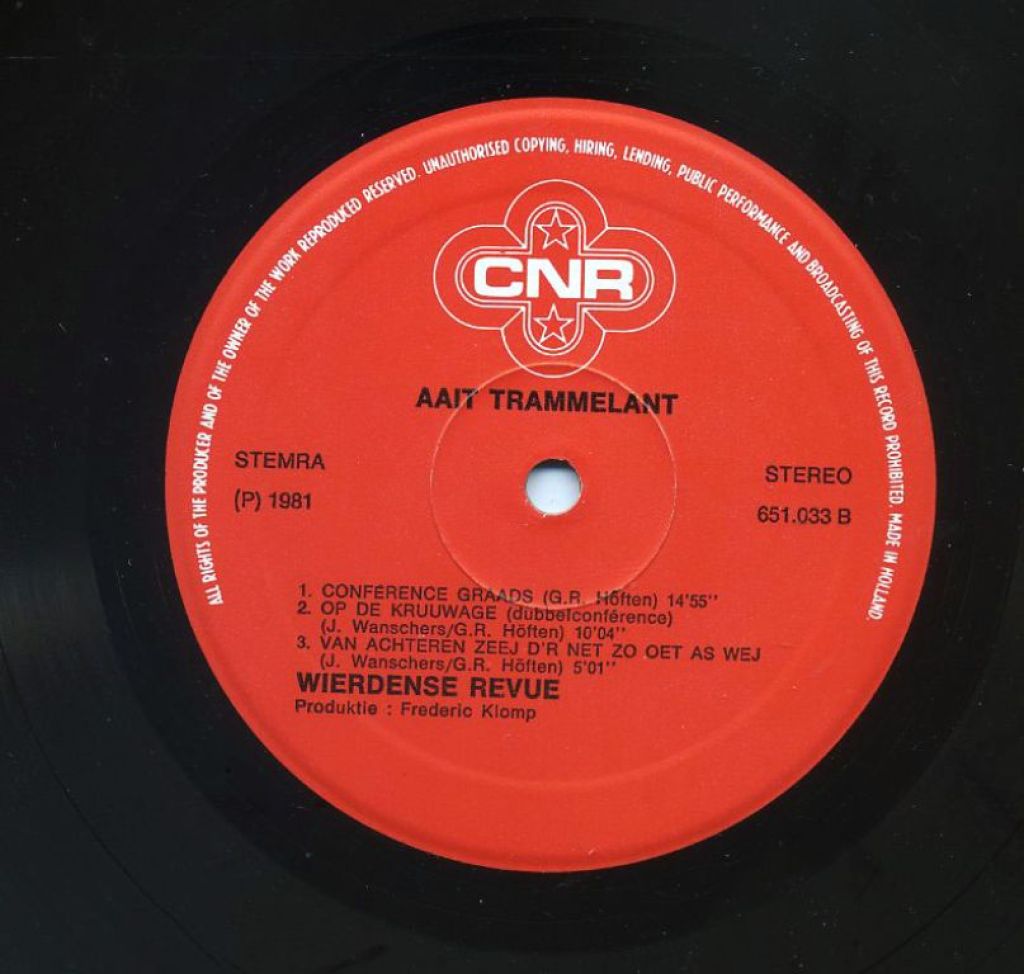 ALL RIGHTS OF THE PRODUCER AND OF THE OWNER OF THE WORK REPRODUCED RESERVED. UNAUTHORISED COPYING, HIRING, LENDING, PUBLIC PERFORMANCE AND BROADCASTING OF THIS RECORD PROHIBITED. MADE IN HOLLAND.
CNR
AAIT TRAMMELANT
STEMRA
(P) 1981
STEREO
651.033 B
1. CONFERENCE GRAADS (G.R. Höften) 14'55''
2. OP DE KRUUWAGE (dubbelconférence)
(J. Wanschers/G.R. Höften) 10'04''
3. VAN ACHTEREN ZEEJ D'R NET ZO OET AS WEJ
(J. Wanschers/G.R. Höften) 5'01''
WIERDENSE REVUE
Produktie : Frederic Klomp